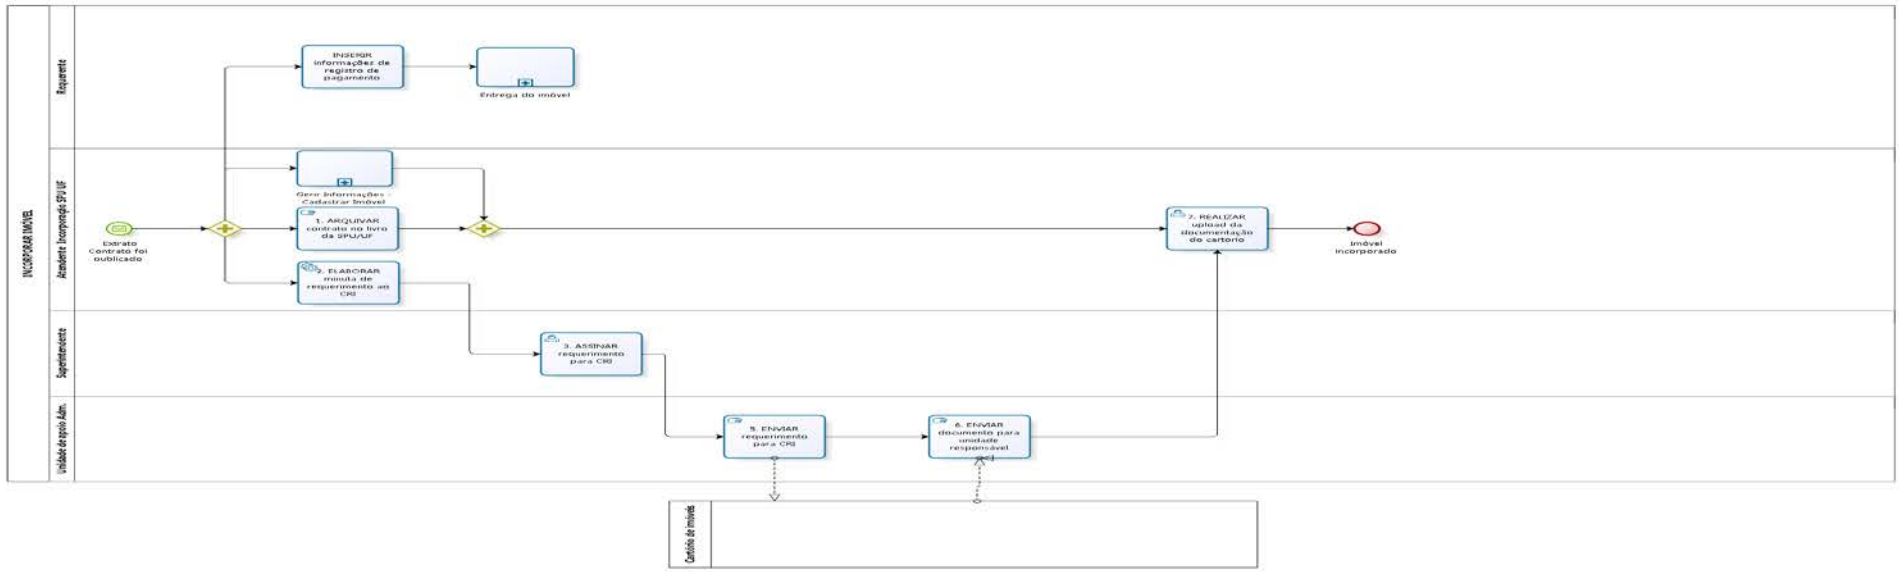 INCORPORAR IMÓVEL
Requerente
INSERIR
informações de
registro de
pagamento
Entrega do imóvel
Atendente Incorporação SPU UF
Extrato
Contrato foi
publicado
Gerir Informações -
Cadastrar Imóvel
1. ARQUIVAR
contrato no livro
da SPU/UF
2. ELABORAR
minuta de
requerimento ao
CRI
7. REALIZAR
upload da
documentação
do cartório
Imóvel
incorporado
Superintendente
3. ASSINAR
requerimento
para CRI
Unidade de apoio Adm.
5. ENVIAR
requerimento
para CRI
6. ENVIAR
documento para
unidade
responsável
Cartório de imóveis